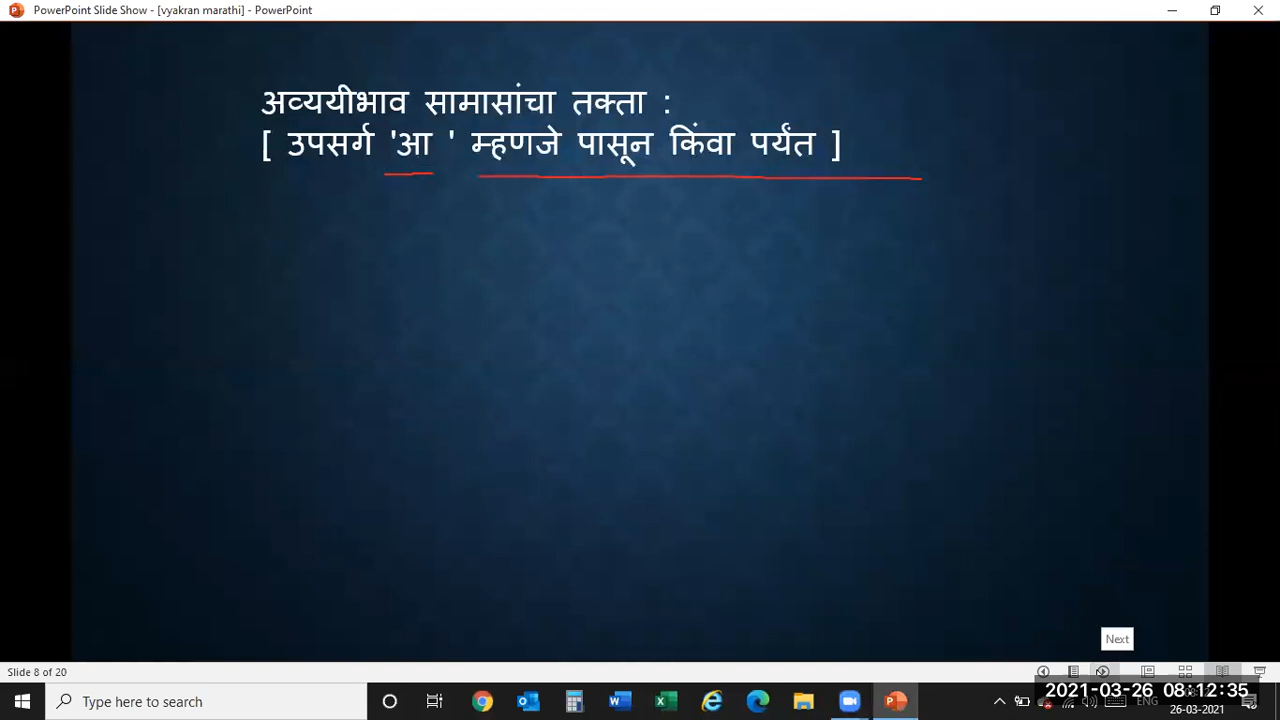 PowerPoint Slide Show - [vyakran marathi] - PowerPoint
अव्ययीभाव सामासांचा तक्ता :
[ उपसर्ग 'आ ' म्हणजे पासून किंवा पर्यंत ]
Next
Slide 8 of 20
Type here to search
2021-03-26 08:12:35
ENG
26-03-2021